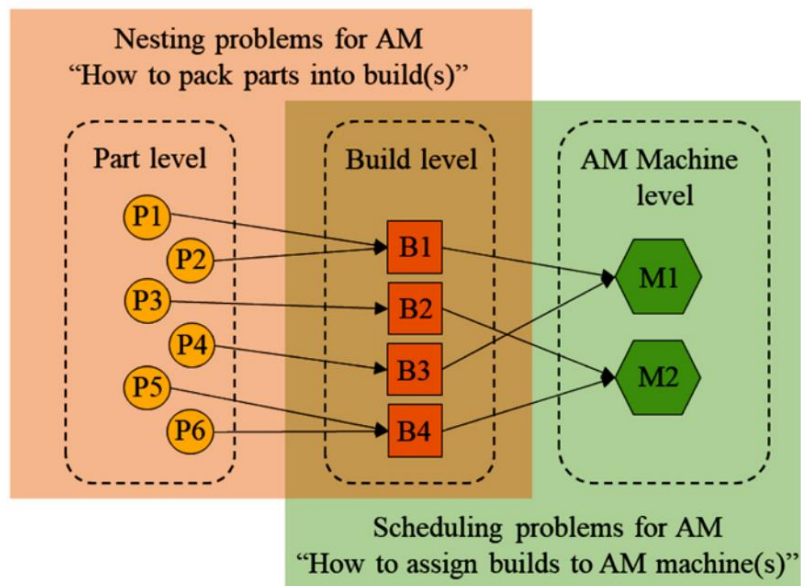 Nesting problems for AM
“How to pack parts into build(s)”
Part level
Build level
AM Machine
level
P1
P2
P3
P4
P5
P6
B1
B2
B3
B4
M1
M2
Scheduling problems for AM
“How to assign builds to AM machine(s)”